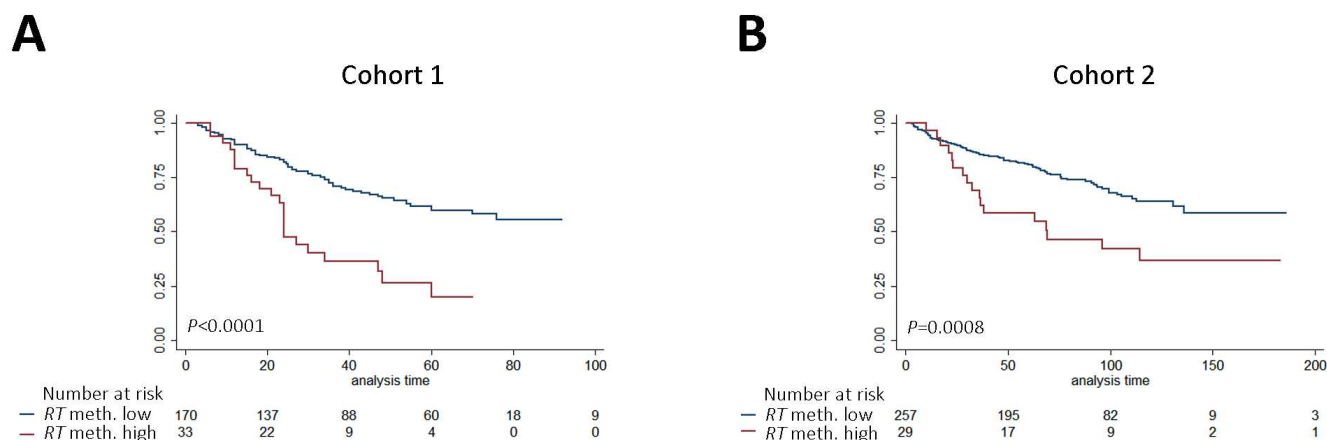 A
Cohort 1
1.00
0.75
0.50
0.25
0.00
P<0.0001
0 20 40 60 80 100
analysis time
Number at risk
RT meth. low 170 137 88 60 18 9
RT meth. high 33 22 9 4 0 0
B
Cohort 2
1.00
0.75
0.50
0.25
0.00
P=0.0008
0 50 100 150 200
analysis time
Number at risk
RT meth. low 257 195 82 9 3
RT meth. high 29 17 9 2 1